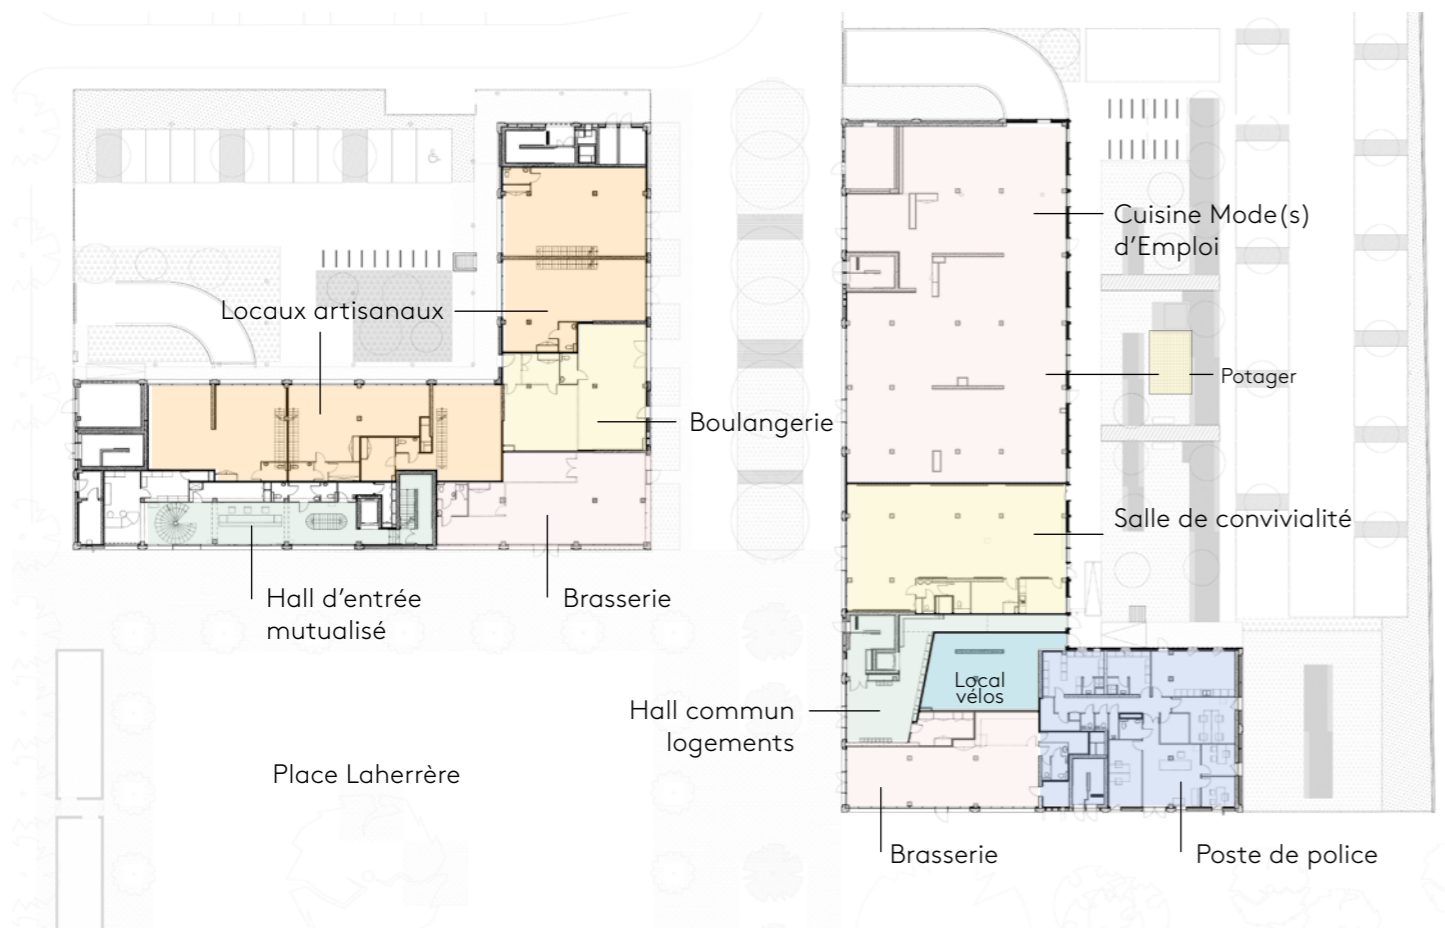 Cuisine Mode(s)
d'Emploi
Locaux artisanaux
Potager
Boulangerie
Salle de convivialité
Hall d'entrée
mutualisé
Brasserie
Local
vélos
Hall commun
logements
Place Laherrère
Brasserie
Poste de police